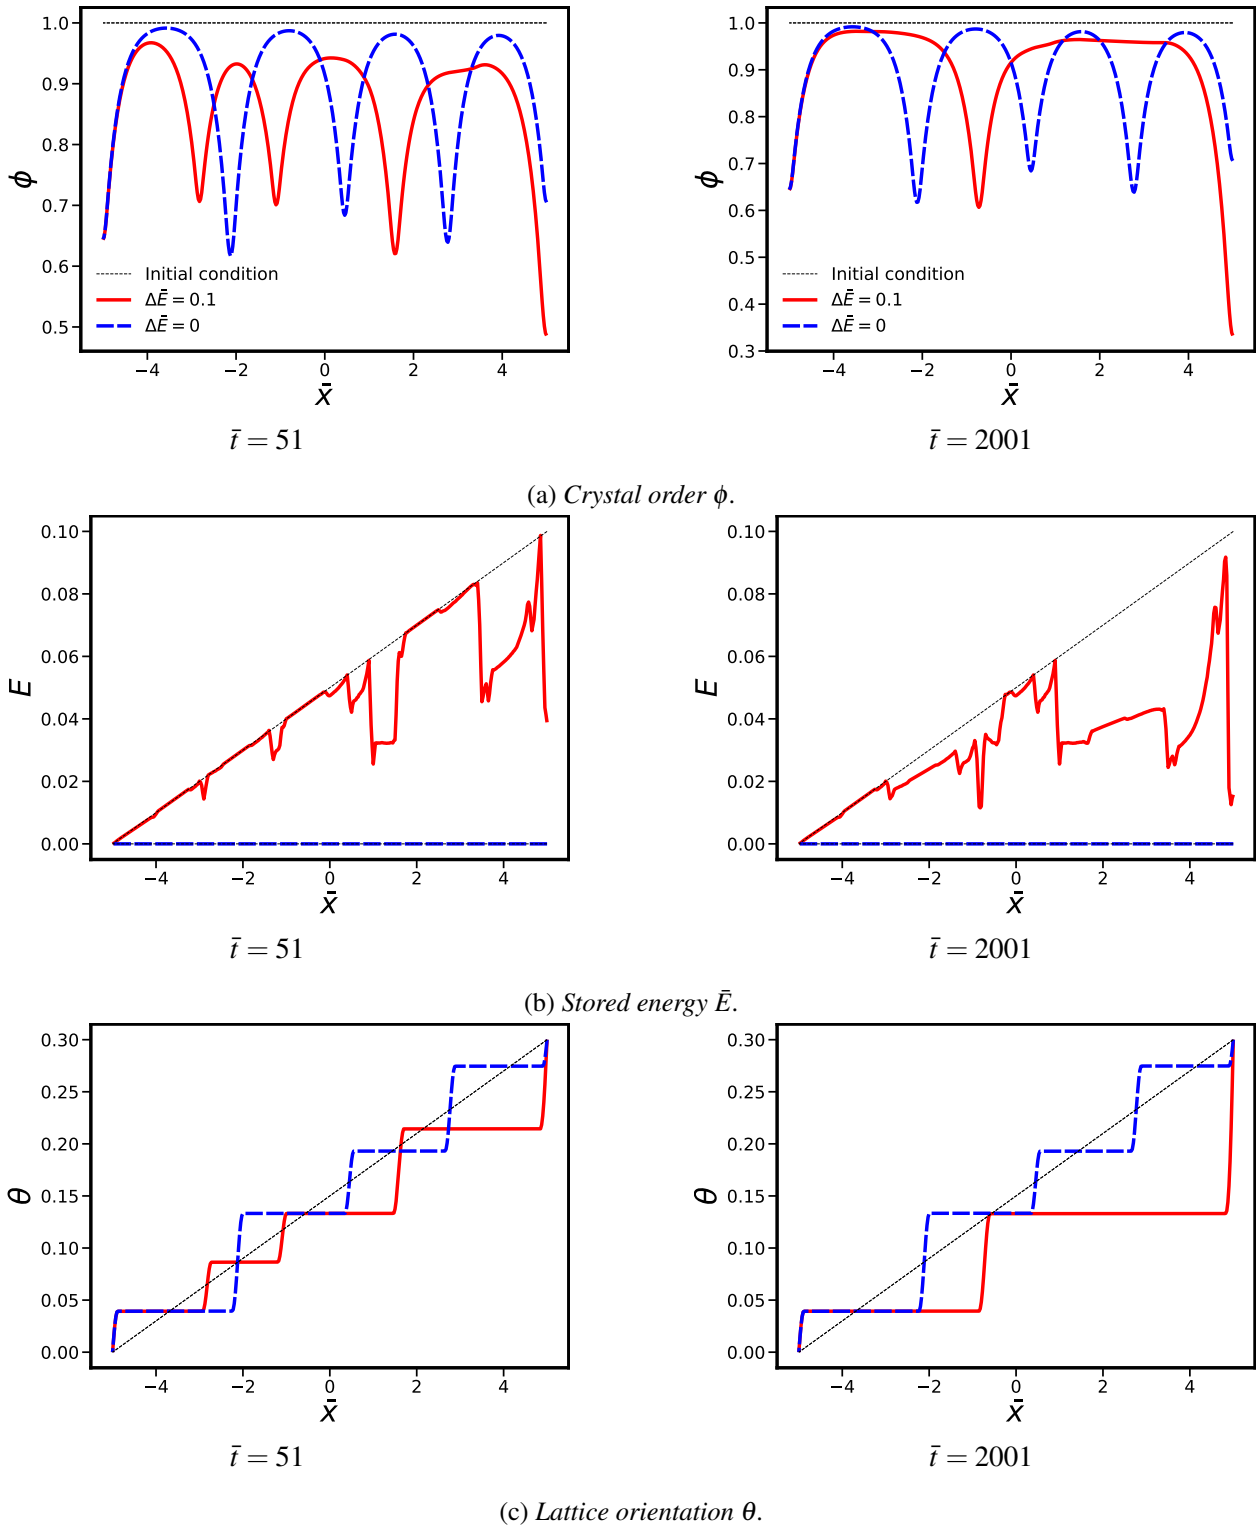 1.0
0.9
0.8
0.7
0.6
0.5
ϕ
Initial condition
ΔĒ = 0.1
ΔĒ = 0
−4 −2 0 2 4
x̄
t̄ = 51
1.0
0.9
0.8
0.7
0.6
0.5
0.4
0.3
ϕ
Initial condition
ΔĒ = 0.1
ΔĒ = 0
−4 −2 0 2 4
x̄
t̄ = 2001
(a) Crystal order ϕ.
0.10
0.08
0.06
0.04
0.02
0.00
E
−4 −2 0 2 4
x̄
t̄ = 51
0.10
0.08
0.06
0.04
0.02
0.00
E
−4 −2 0 2 4
x̄
t̄ = 2001
(b) Stored energy Ē.
0.30
0.25
0.20
0.15
0.10
0.05
0.00
θ
−4 −2 0 2 4
x̄
t̄ = 51
0.30
0.25
0.20
0.15
0.10
0.05
0.00
θ
−4 −2 0 2 4
x̄
t̄ = 2001
(c) Lattice orientation θ.